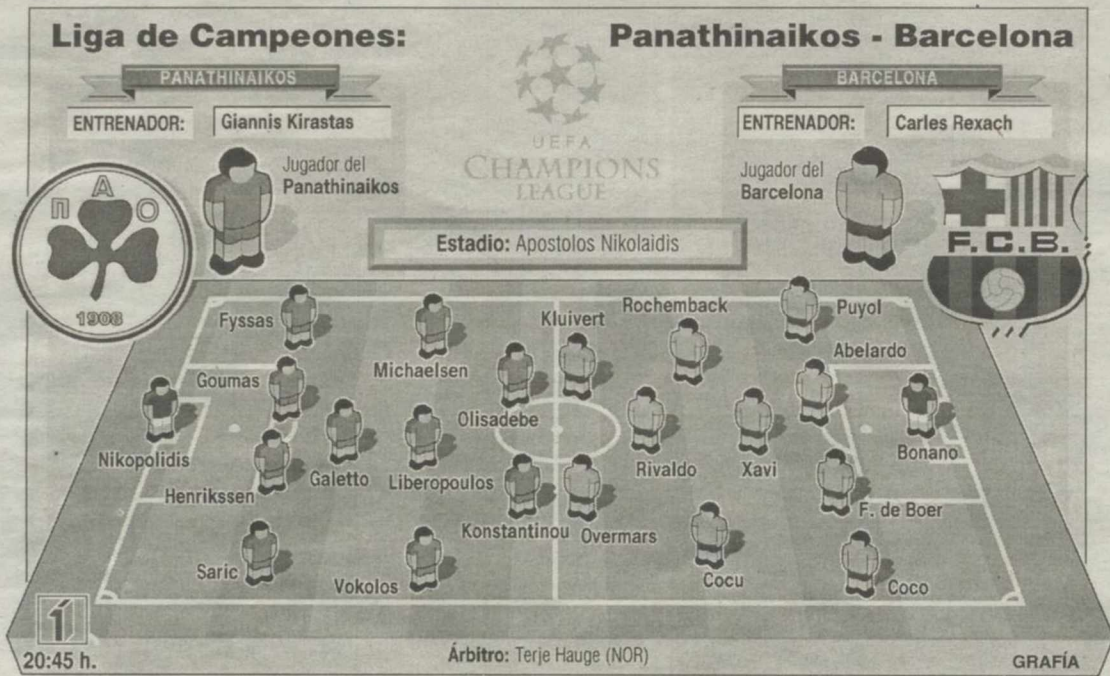 Liga de Campeones: Panathinaikos - Barcelona
PANATHINAIKOS
BARCELONA
ENTRENADOR: Giannis Kirastas
ENTRENADOR: Carles Rexach
UEFA
CHAMPIONS
LEAGUE
Jugador del
Panathinaikos
Jugador del
Barcelona
Π Α Ο
1908
F.C.B.
Estadio: Apostolos Nikolaidis
Fyssas
Michaelsen
Kluivert
Rochemback
Puyol
Goumas
Abelardo
Olisadebe
Nikopolidis
Henrikssen
Galetto
Liberopoulos
Rivaldo
Xavi
Bonano
Konstantinou
Overmars
F. de Boer
Saric
Vokolos
Cocu
Coco
1
20:45 h.
Árbitro: Terje Hauge (NOR)
GRAFÍA